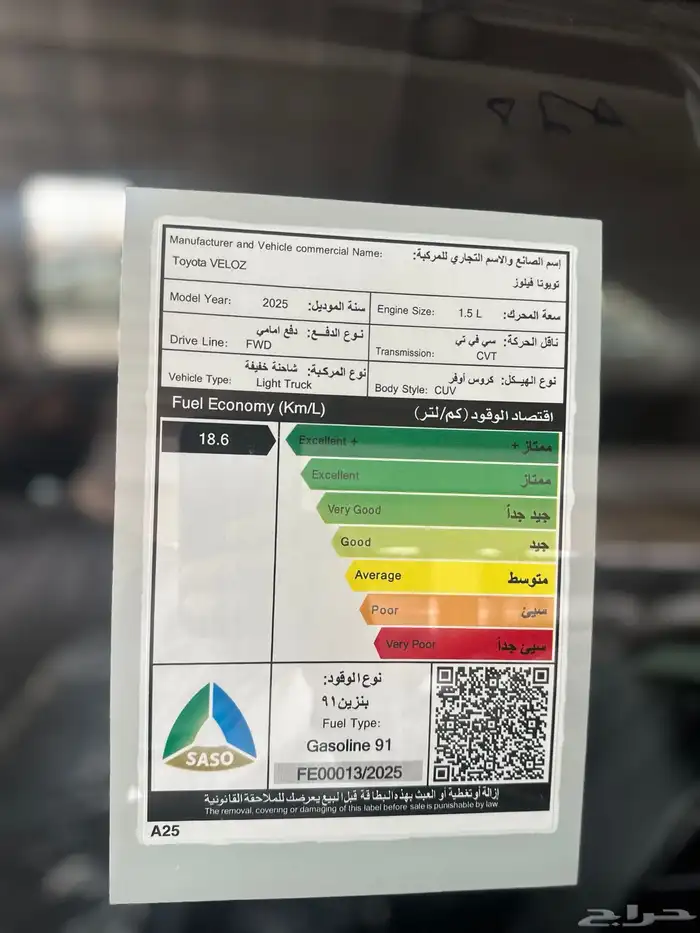 Manufacturer and Vehicle commercial Name: إسم الصانع والاسم التجاري للمركبة:
Toyota VELOZ تويوتا فيلوز
Model Year: 2025 سنة الموديل: Engine Size: 1.5 L سعة المحرك:
Drive Line: FWD نوع الدفع: دفع امامي Transmission: CVT ناقل الحركة: سي في تي
Vehicle Type: Light Truck نوع المركبة: شاحنة خفيفة Body Style: CUV نوع الهيكل: كروس أوفر
Fuel Economy (Km/L) اقتصاد الوقود (كم/لتر)
18.6 Excellent + ممتاز +
Excellent ممتاز
Very Good جيد جداً
Good جيد
Average متوسط
Poor سيئ
Very Poor سيئ جداً
نوع الوقود:
بنزين ٩١
Fuel Type:
Gasoline 91
FE00013/2025
SASO
إزالة أو تغطية أو العبث بهذه البطاقة قبل البيع يعرضك للملاحقة القانونية
The removal, covering or damaging of this label before sale is punishable by law
A25
حراج